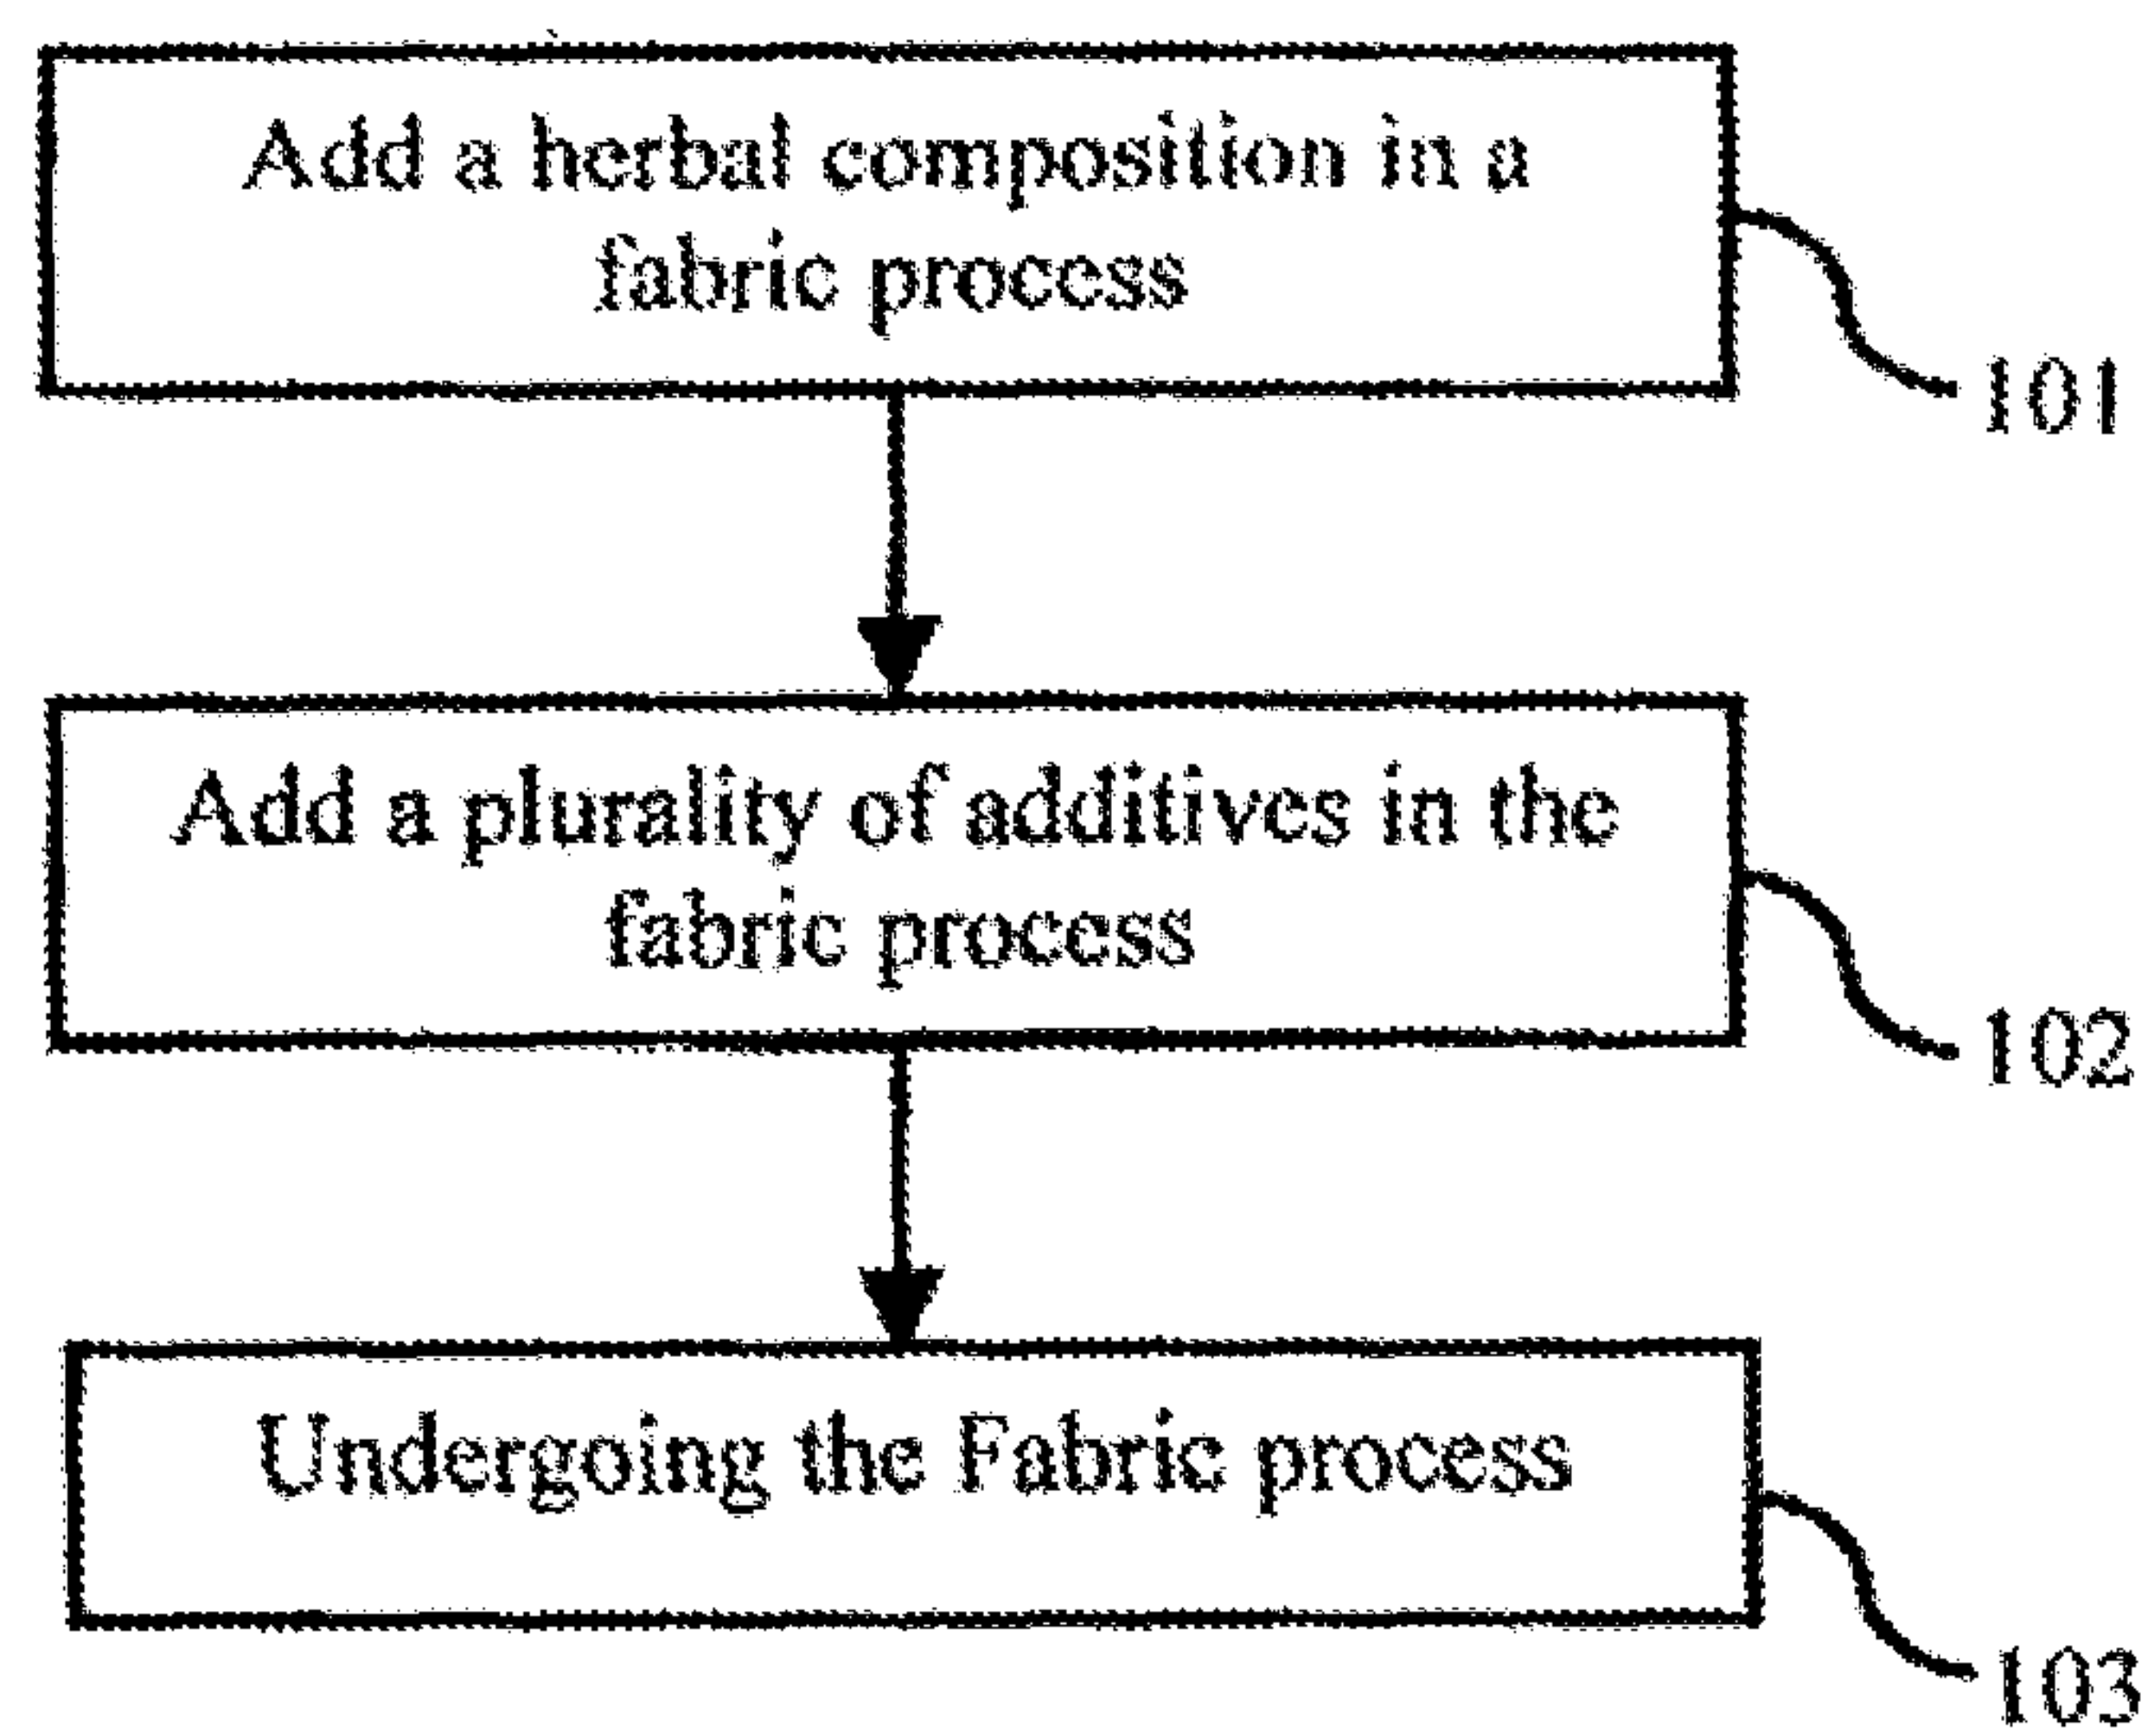 Add a herbal composition in a
fabric process
101
Add a plurality of additives in the
fabric process
102
Undergoing the Fabric process
103